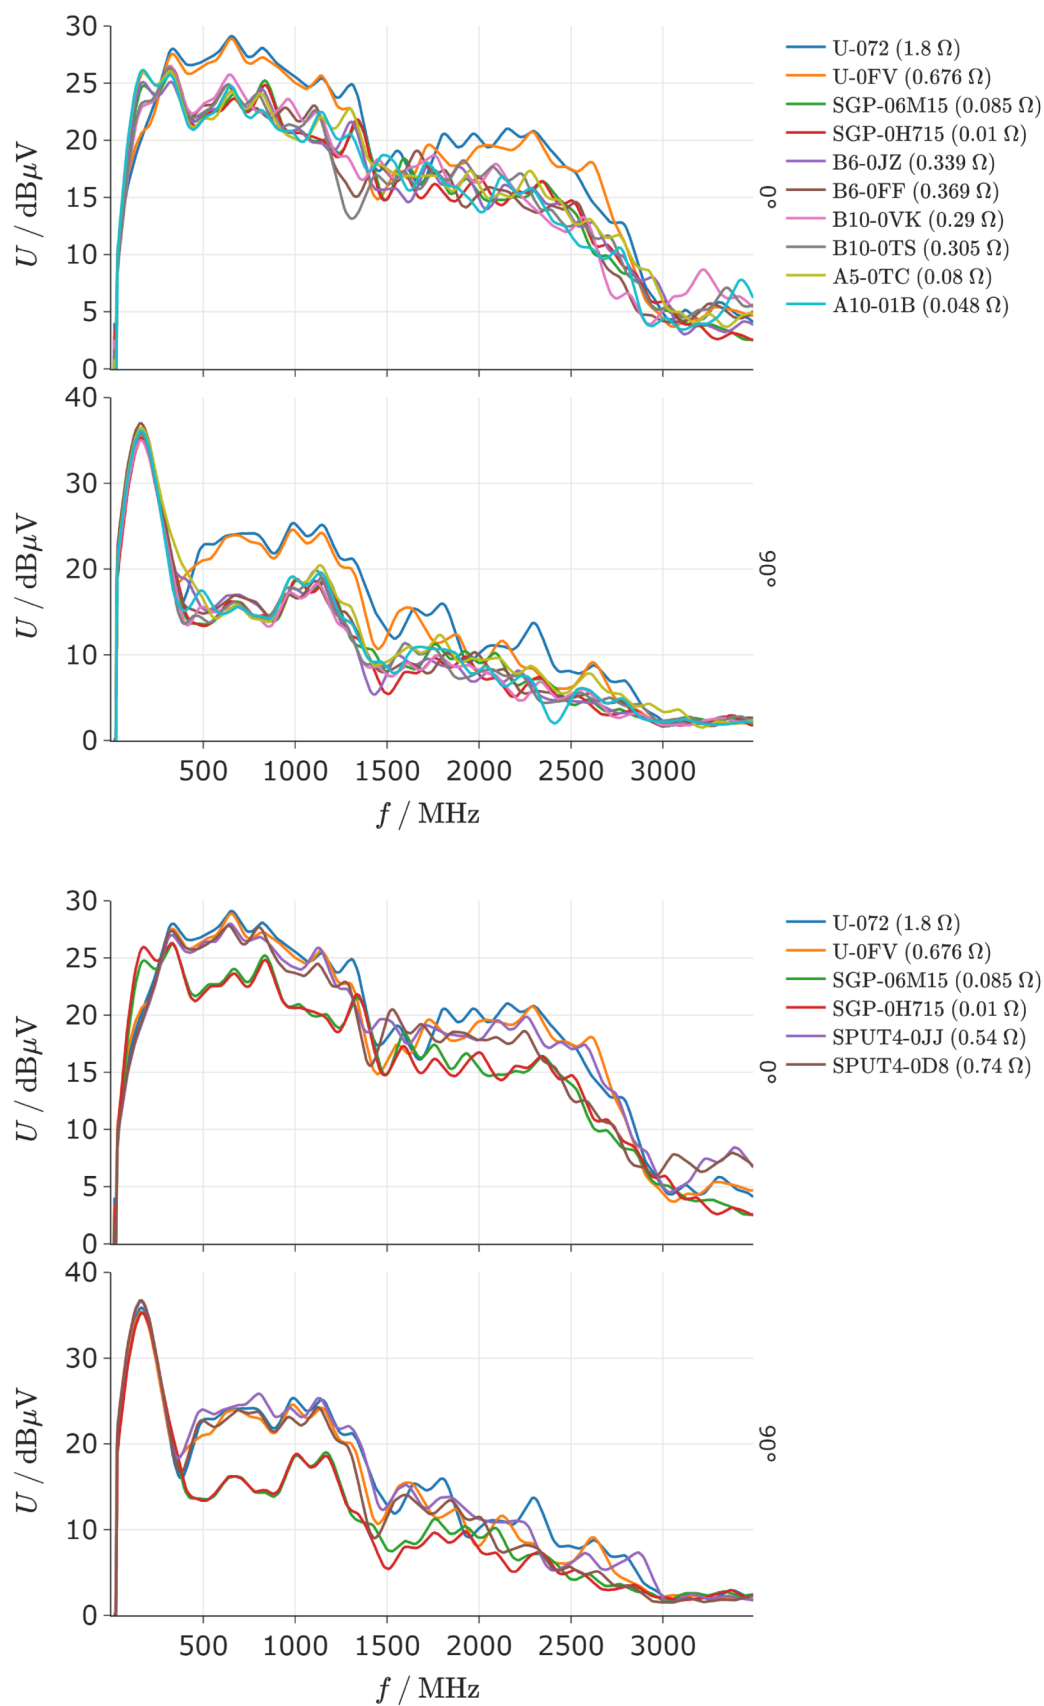 30
25
20
15
10
5
0
U / dBμV
0°
U-072 (1.8 Ω)
U-0FV (0.676 Ω)
SGP-06M15 (0.085 Ω)
SGP-0H715 (0.01 Ω)
B6-0JZ (0.339 Ω)
B6-0FF (0.369 Ω)
B10-0VK (0.29 Ω)
B10-0TS (0.305 Ω)
A5-0TC (0.08 Ω)
A10-01B (0.048 Ω)
40
30
20
10
0
U / dBμV
90°
500 1000 1500 2000 2500 3000
f / MHz
30
25
20
15
10
5
0
U / dBμV
0°
U-072 (1.8 Ω)
U-0FV (0.676 Ω)
SGP-06M15 (0.085 Ω)
SGP-0H715 (0.01 Ω)
SPUT4-0JJ (0.54 Ω)
SPUT4-0D8 (0.74 Ω)
40
30
20
10
0
U / dBμV
90°
500 1000 1500 2000 2500 3000
f / MHz